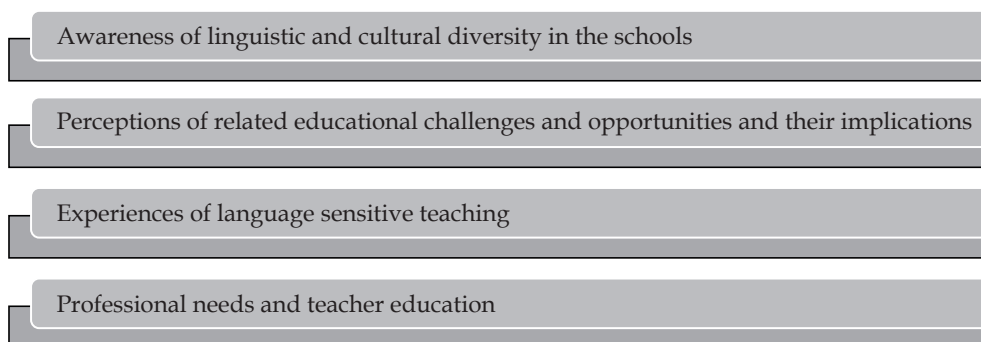 Awareness of linguistic and cultural diversity in the schools
Perceptions of related educational challenges and opportunities and their implications
Experiences of language sensitive teaching
Professional needs and teacher education